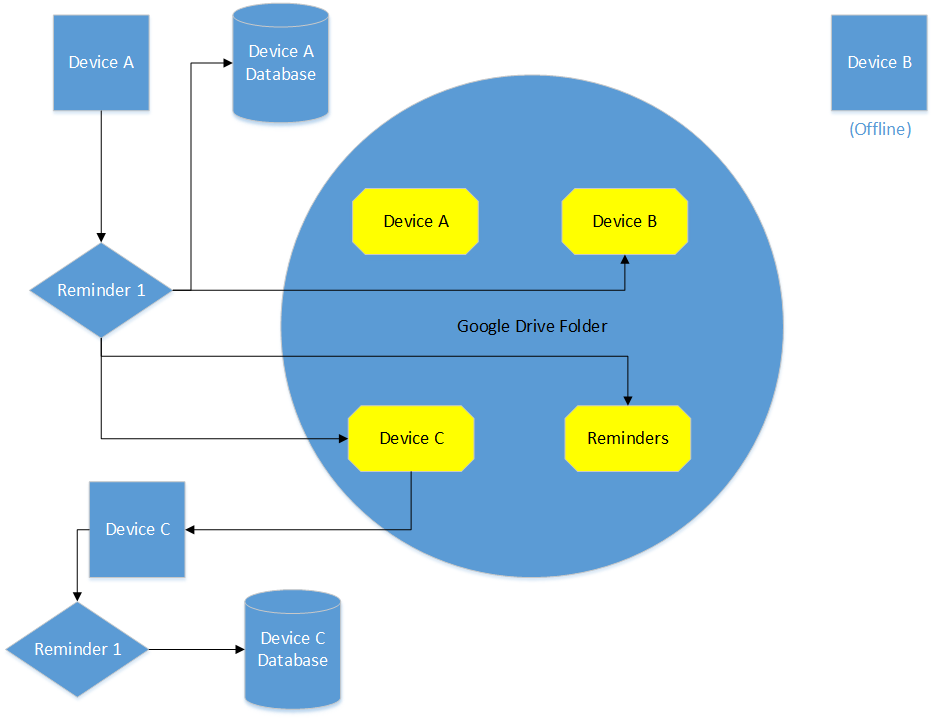 Device A
Device A
Database
Device B
(Offline)
Device A
Device B
Reminder 1
Google Drive Folder
Device C
Reminders
Device C
Reminder 1
Device C
Database